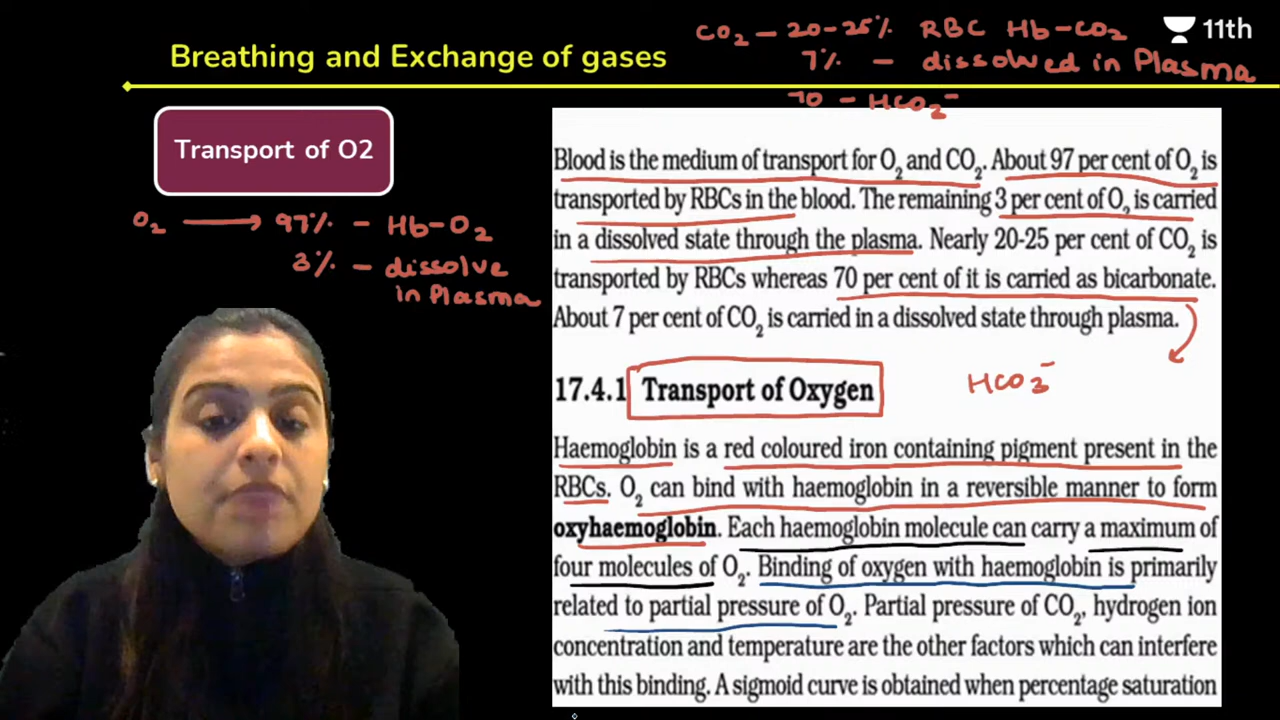 CO2 – 20-25% RBC Hb-CO2
11th
Breathing and Exchange of gases
7% – dissolved in Plasma
70 – HCO2-
Transport of O2
O2 → 97% – Hb-O2
3% – dissolve
in Plasma
Blood is the medium of transport for O2 and CO2. About 97 per cent of O2 is
transported by RBCs in the blood. The remaining 3 per cent of O2 is carried
in a dissolved state through the plasma. Nearly 20-25 per cent of CO2 is
transported by RBCs whereas 70 per cent of it is carried as bicarbonate.
About 7 per cent of CO2 is carried in a dissolved state through plasma.
17.4.1 Transport of Oxygen
HCO3-
Haemoglobin is a red coloured iron containing pigment present in the
RBCs. O2 can bind with haemoglobin in a reversible manner to form
oxyhaemoglobin. Each haemoglobin molecule can carry a maximum of
four molecules of O2. Binding of oxygen with haemoglobin is primarily
related to partial pressure of O2. Partial pressure of CO2, hydrogen ion
concentration and temperature are the other factors which can interfere
with this binding. A sigmoid curve is obtained when percentage saturation